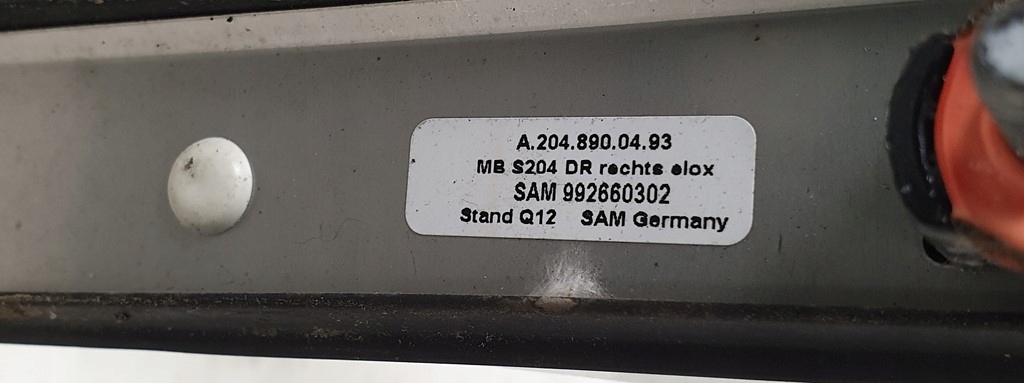 A.204.890.04.93
MB S204 DR rechts elox
SAM 992660302
Stand Q12 SAM Germany